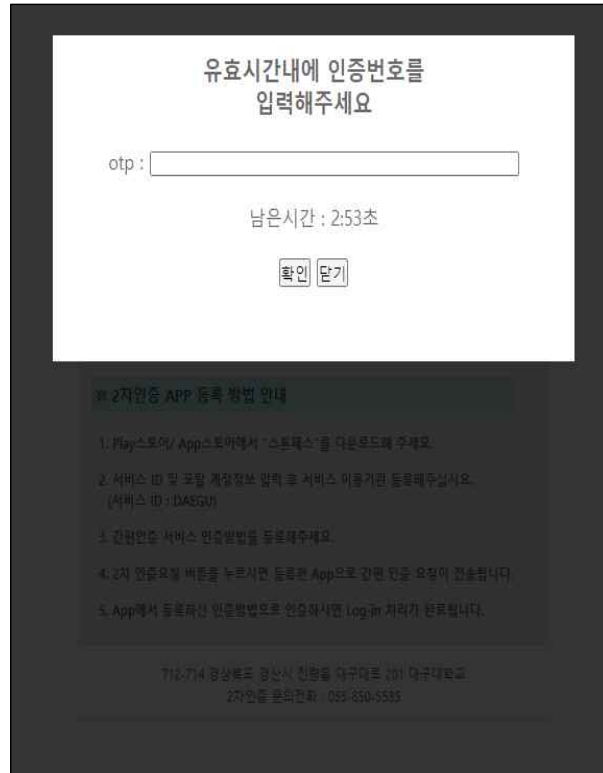 유효시간내에 인증번호를
입력해주세요
otp :
남은시간 : 2:53초
확인 닫기
※ 2차인증 APP 등록 방법 안내
1. Play스토어/ App스토어에서 "스톤패스"를 다운로드해 주세요.
2. 서비스 ID 및 포탈 계정정보 입력 후 서비스 이용기관 등록해주십시요.
(서비스 ID : DAEGU)
3. 간편인증 서비스 인증방법을 등록해주세요.
4. 2차 인증요청 버튼을 누르시면 등록된 App으로 간편 인증 요청이 전송됩니다.
5. App에서 등록하신 인증방법으로 인증하시면 Log-in 처리가 완료됩니다.
712-714 경상북도 경산시 진량읍 대구대로 201 대구대학교
2차인증 문의전화 : 053-850-5535